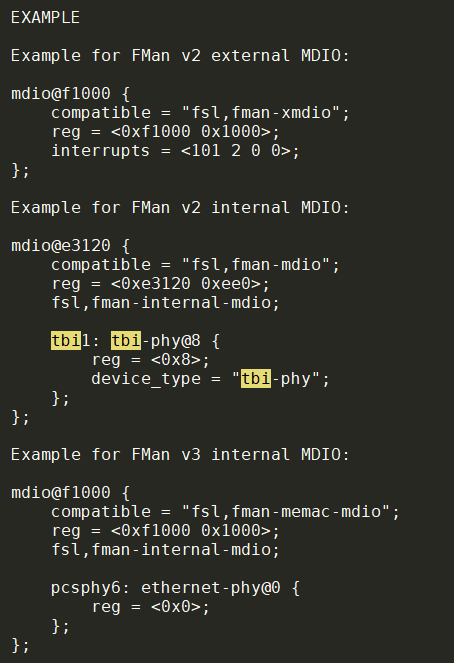 EXAMPLE

Example for FMan v2 external MDIO:

mdio@f1000 {
    compatible = "fsl,fman-xmdio";
    reg = <0xf1000 0x1000>;
    interrupts = <101 2 0 0>;
};

Example for FMan v2 internal MDIO:

mdio@e3120 {
    compatible = "fsl,fman-mdio";
    reg = <0xe3120 0xee0>;
    fsl,fman-internal-mdio;

    tbi1: tbi-phy@8 {
        reg = <0x8>;
        device_type = "tbi-phy";
    };
};

Example for FMan v3 internal MDIO:

mdio@f1000 {
    compatible = "fsl,fman-memac-mdio";
    reg = <0xf1000 0x1000>;
    fsl,fman-internal-mdio;

    pcsphy6: ethernet-phy@0 {
        reg = <0x0>;
    };
};